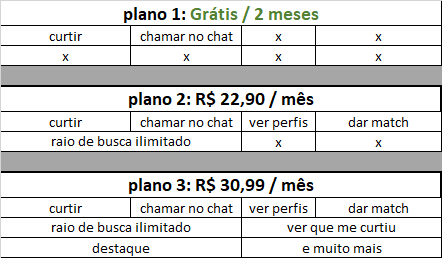 plano 1: Grátis / 2 meses
curtir chamar no chat x x
x x x x
plano 2: R$ 22,90 / mês
curtir chamar no chat ver perfis dar match
raio de busca ilimitado x x
plano 3: R$ 30,99 / mês
curtir chamar no chat ver perfis dar match
raio de busca ilimitado ver que me curtiu
destaque e muito mais